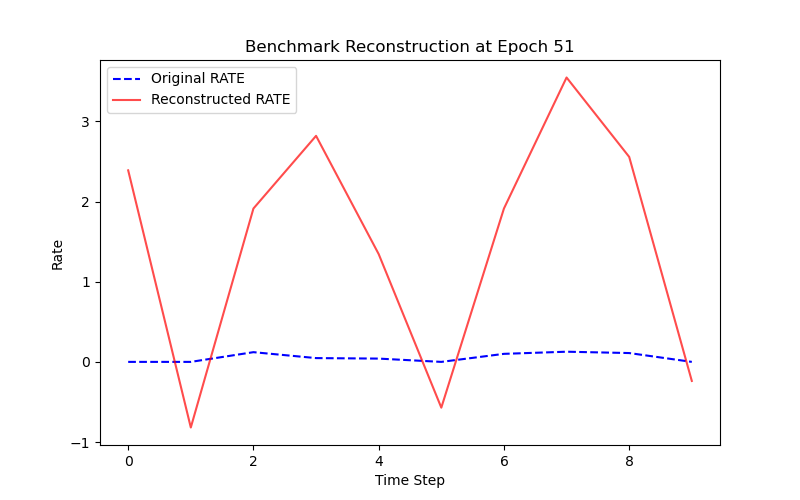 Benchmark Reconstruction at Epoch 51
Original RATE
Reconstructed RATE
3
2
1
0
−1
Rate
0 2 4 6 8
Time Step